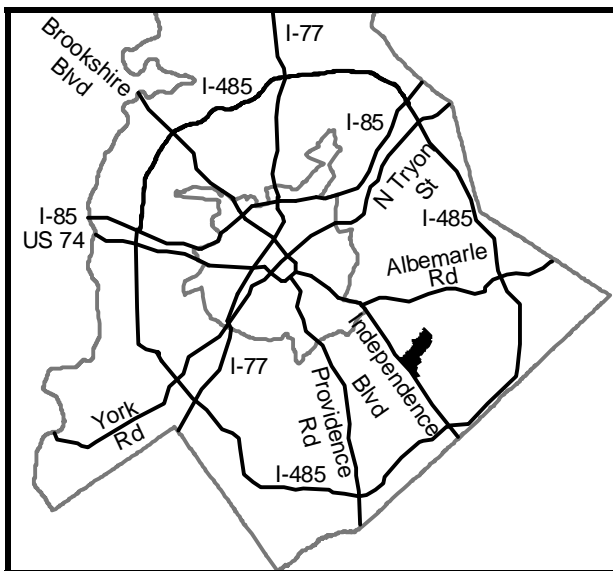 I-77
Brookshire
Blvd
I-485
I-85
N Tryon
St
I-85
US 74
I-485
Albemarle
Rd
Independence
Blvd
I-77
Providence
Rd
York
Rd
I-485